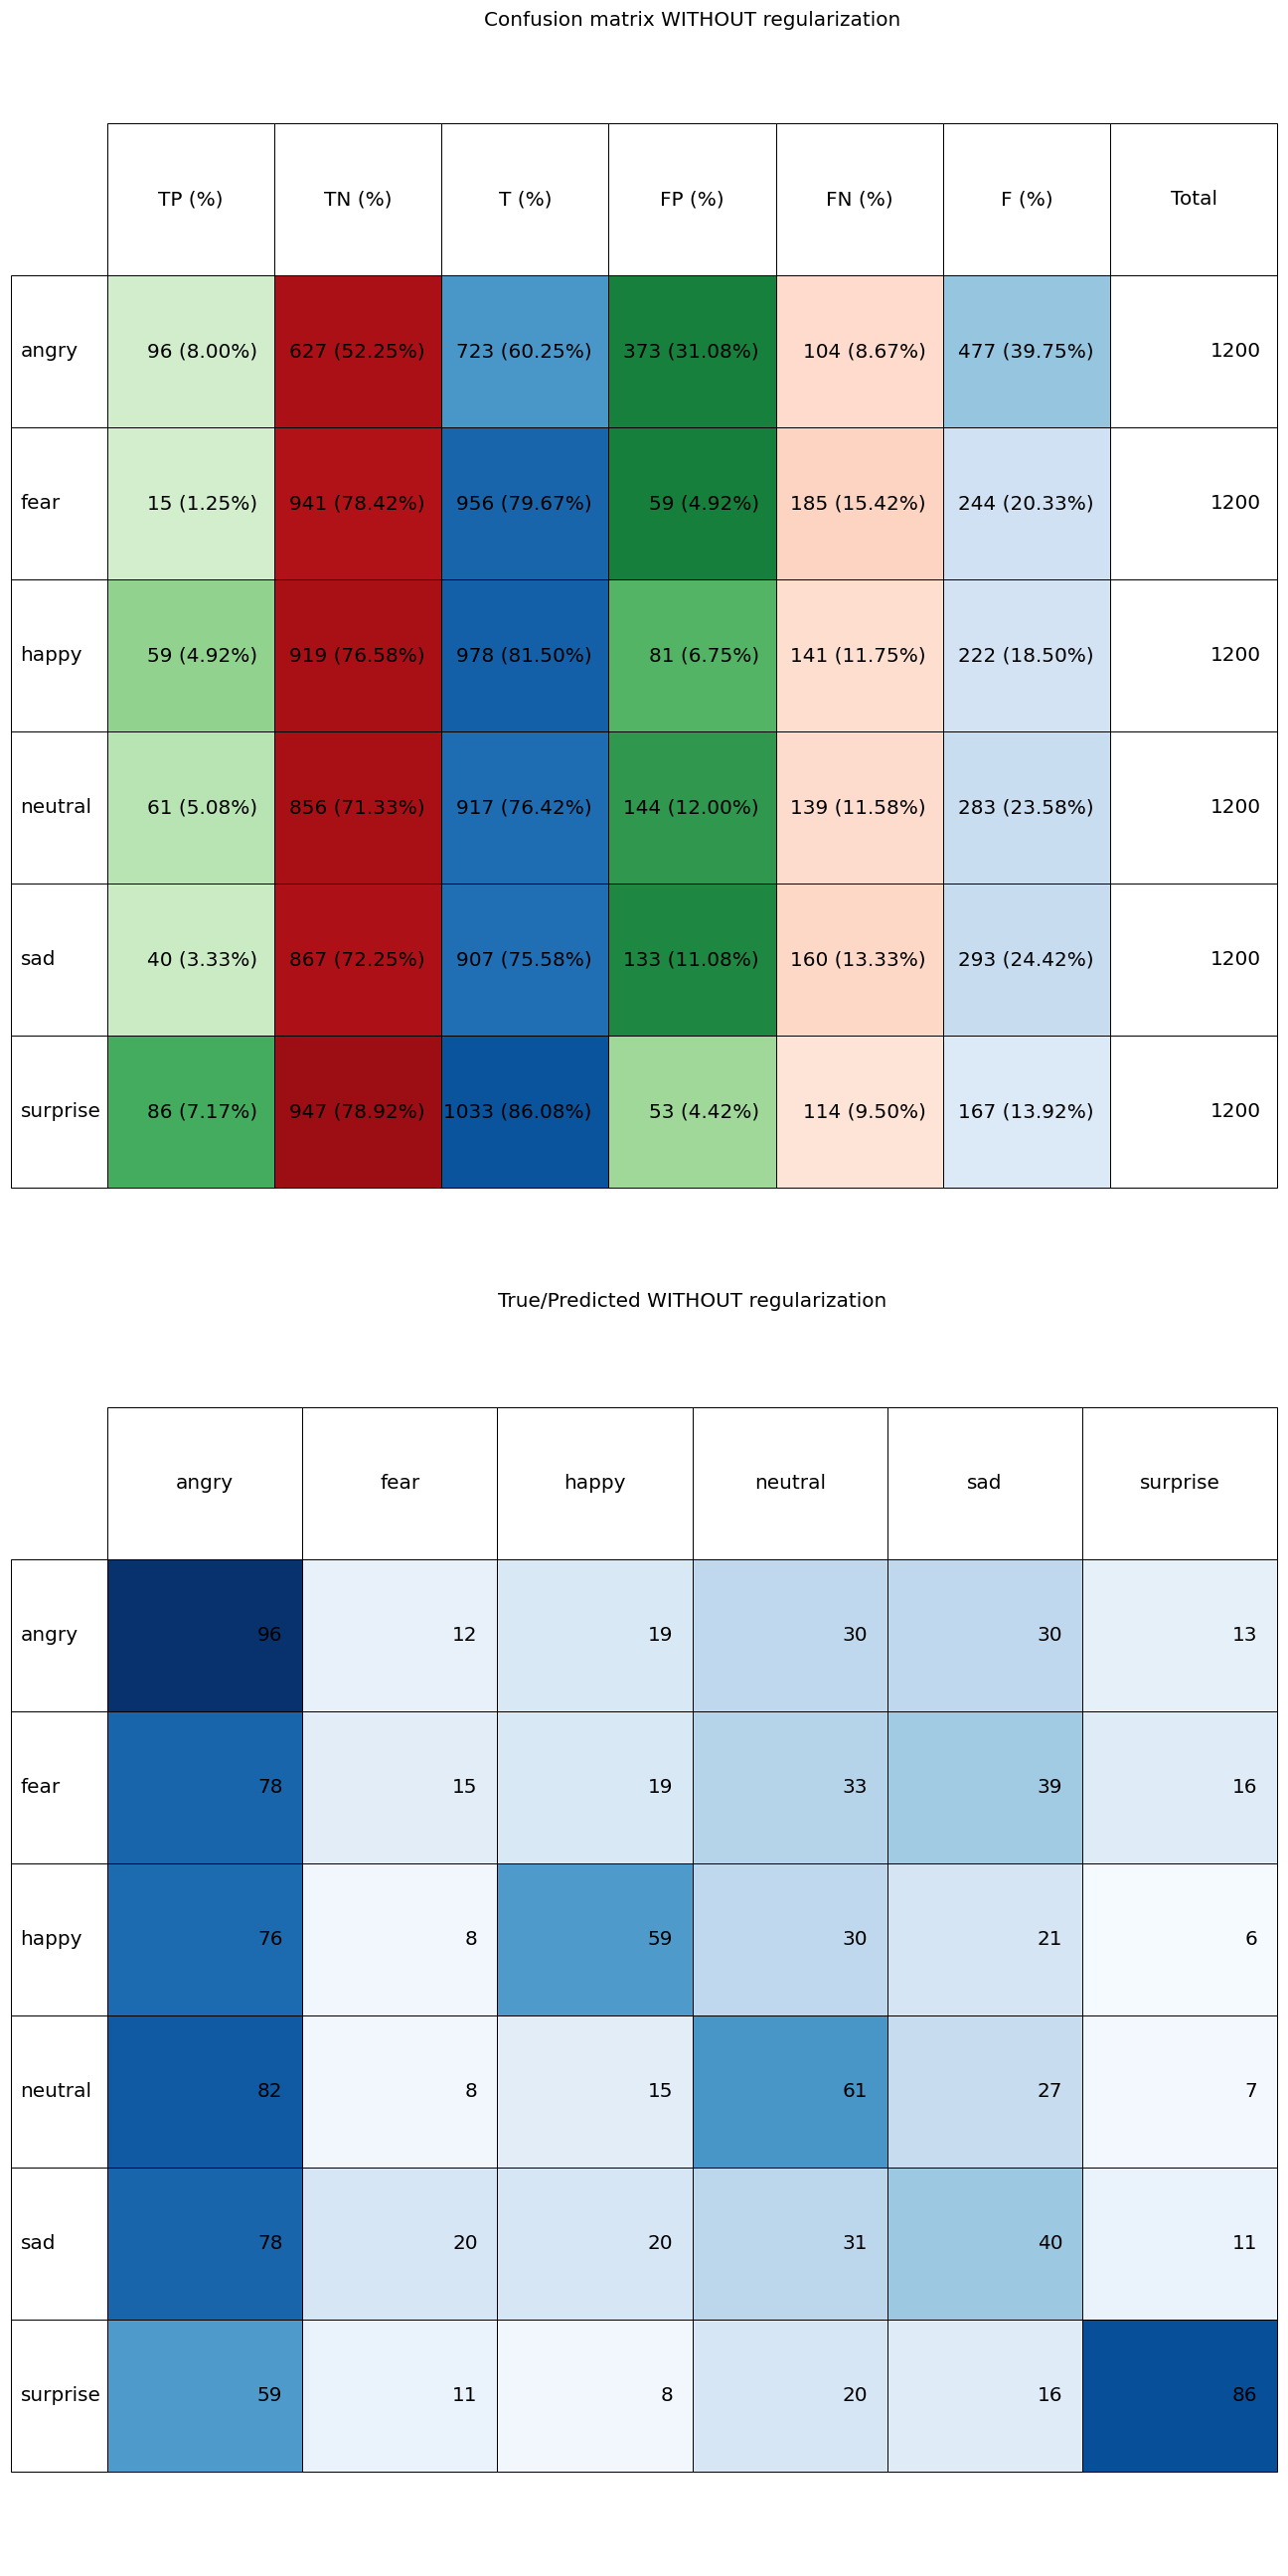 Confusion matrix WITHOUT regularization
TP (%) TN (%) T (%) FP (%) FN (%) F (%) Total
angry 96 (8.00%) 627 (52.25%) 723 (60.25%) 373 (31.08%) 104 (8.67%) 477 (39.75%) 1200
fear 15 (1.25%) 941 (78.42%) 956 (79.67%) 59 (4.92%) 185 (15.42%) 244 (20.33%) 1200
happy 59 (4.92%) 919 (76.58%) 978 (81.50%) 81 (6.75%) 141 (11.75%) 222 (18.50%) 1200
neutral 61 (5.08%) 856 (71.33%) 917 (76.42%) 144 (12.00%) 139 (11.58%) 283 (23.58%) 1200
sad 40 (3.33%) 867 (72.25%) 907 (75.58%) 133 (11.08%) 160 (13.33%) 293 (24.42%) 1200
surprise 86 (7.17%) 947 (78.92%) 1033 (86.08%) 53 (4.42%) 114 (9.50%) 167 (13.92%) 1200
True/Predicted WITHOUT regularization
angry fear happy neutral sad surprise
angry 96 12 19 30 30 13
fear 78 15 19 33 39 16
happy 76 8 59 30 21 6
neutral 82 8 15 61 27 7
sad 78 20 20 31 40 11
surprise 59 11 8 20 16 86